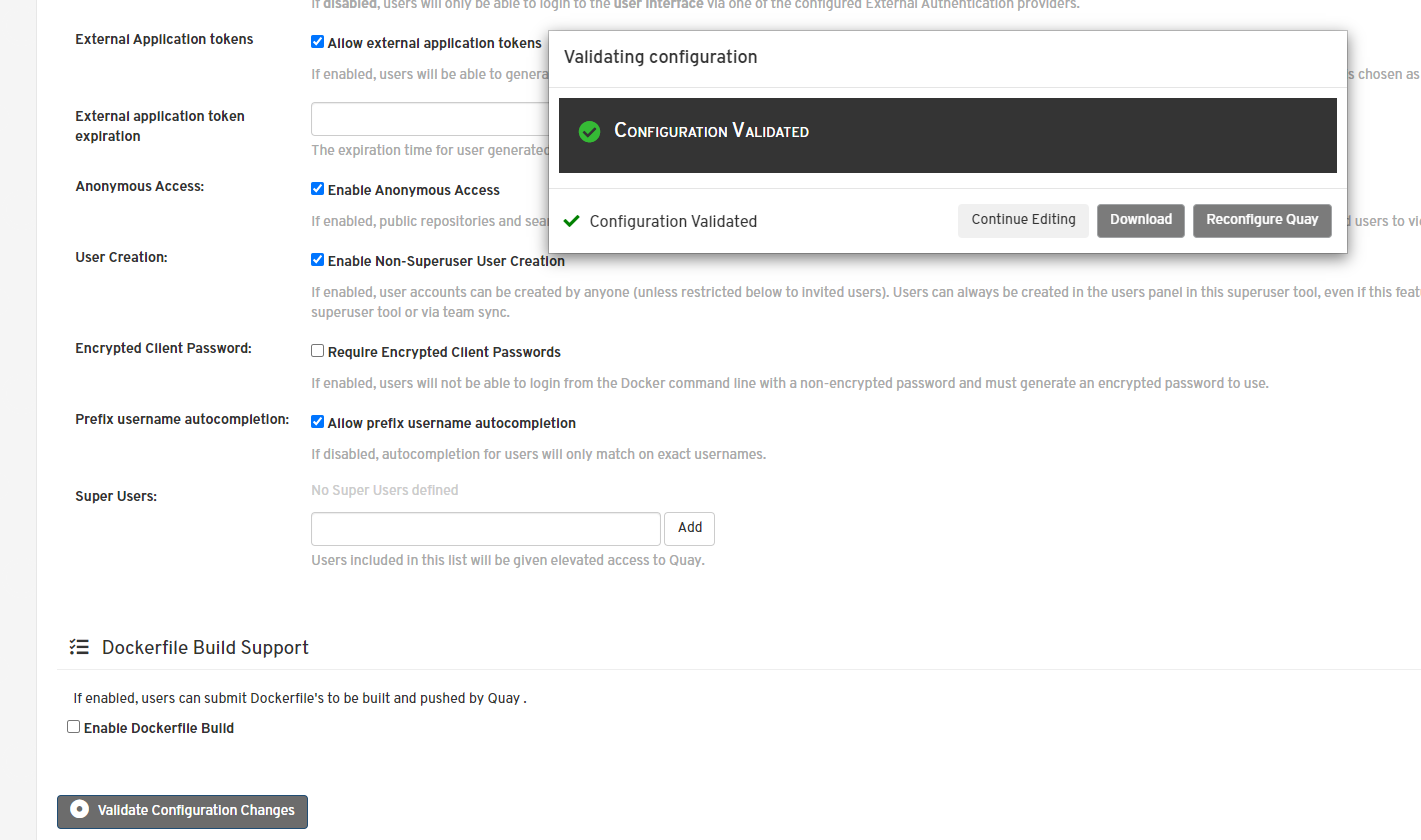 If disabled, users will only be able to login to the user interface via one of the configured External Authentication providers.
External Application tokens
Allow external application tokens
If enabled, users will be able to genera
s chosen as
External application token
expiration
The expiration time for user generated
Anonymous Access:
Enable Anonymous Access
If enabled, public repositories and sear
d users to vie
Validating configuration
Configuration Validated
Configuration Validated
Continue Editing
Download
Reconfigure Quay
User Creation:
Enable Non-Superuser User Creation
If enabled, user accounts can be created by anyone (unless restricted below to invited users). Users can always be created in the users panel in this superuser tool, even if this featu
superuser tool or via team sync.
Encrypted Client Password:
Require Encrypted Client Passwords
If enabled, users will not be able to login from the Docker command line with a non-encrypted password and must generate an encrypted password to use.
Prefix username autocompletion:
Allow prefix username autocompletion
If disabled, autocompletion for users will only match on exact usernames.
Super Users:
No Super Users defined
Add
Users included in this list will be given elevated access to Quay.
Dockerfile Build Support
If enabled, users can submit Dockerfile's to be built and pushed by Quay .
Enable Dockerfile Build
Validate Configuration Changes